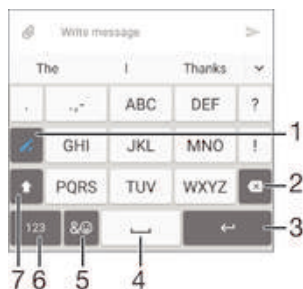 Write message
The I Thanks
. .,- ABC DEF ?
GHI JKL MNO !
PQRS TUV WXYZ
123 &
1
2
3
7 6 5 4